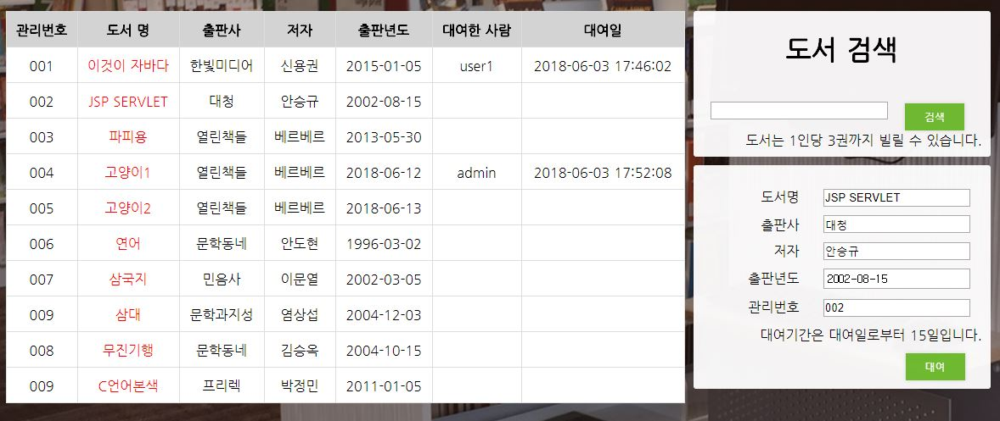 관리번호 도서 명 출판사 저자 출판년도 대여한 사람 대여일
001 이것이 자바다 한빛미디어 신용권 2015-01-05 user1 2018-06-03 17:46:02
002 JSP SERVLET 대청 안승규 2002-08-15
003 파피용 열린책들 베르베르 2013-05-30
004 고양이1 열린책들 베르베르 2018-06-12 admin 2018-06-03 17:52:08
005 고양이2 열린책들 베르베르 2018-06-13
006 연어 문학동네 안도현 1996-03-02
007 삼국지 민음사 이문열 2002-03-05
009 삼대 문학과지성 염상섭 2004-12-03
008 무진기행 문학동네 김승옥 2004-10-15
009 C언어본색 프리렉 박정민 2011-01-05
도서 검색
검색
도서는 1인당 3권까지 빌릴 수 있습니다.
도서명 JSP SERVLET
출판사 대청
저자 안승규
출판년도 2002-08-15
관리번호 002
대여기간은 대여일로부터 15일입니다.
대여